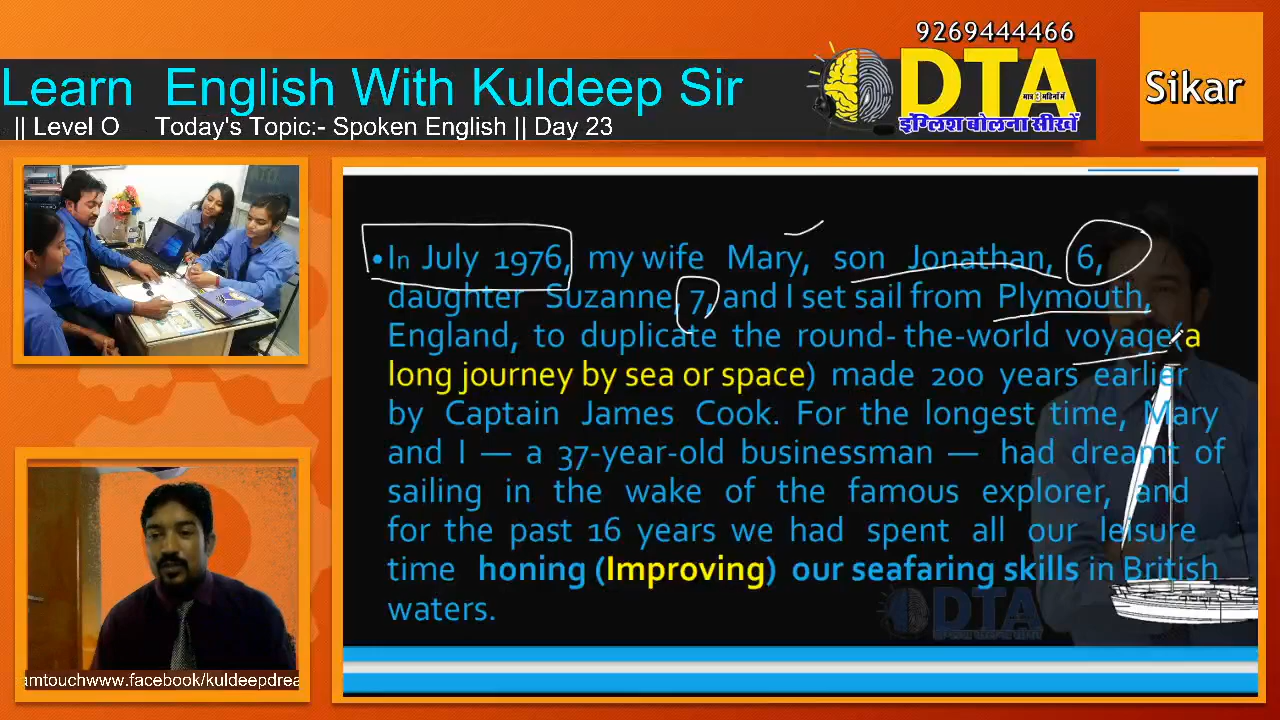 9269444466
Learn English With Kuldeep Sir
|| Level O Today's Topic:- Spoken English || Day 23
DTA
इंग्लिश बोलना सीखें
Sikar
•In July 1976, my wife Mary, son Jonathan, 6,
daughter Suzanne, 7, and I set sail from Plymouth,
England, to duplicate the round- the-world voyage(a
long journey by sea or space) made 200 years earlier
by Captain James Cook. For the longest time, Mary
and I — a 37-year-old businessman — had dreamt of
sailing in the wake of the famous explorer, and
for the past 16 years we had spent all our leisure
time honing (Improving) our seafaring skills in British
waters.
DTA
amtouchwww.facebook/kuldeepdrea